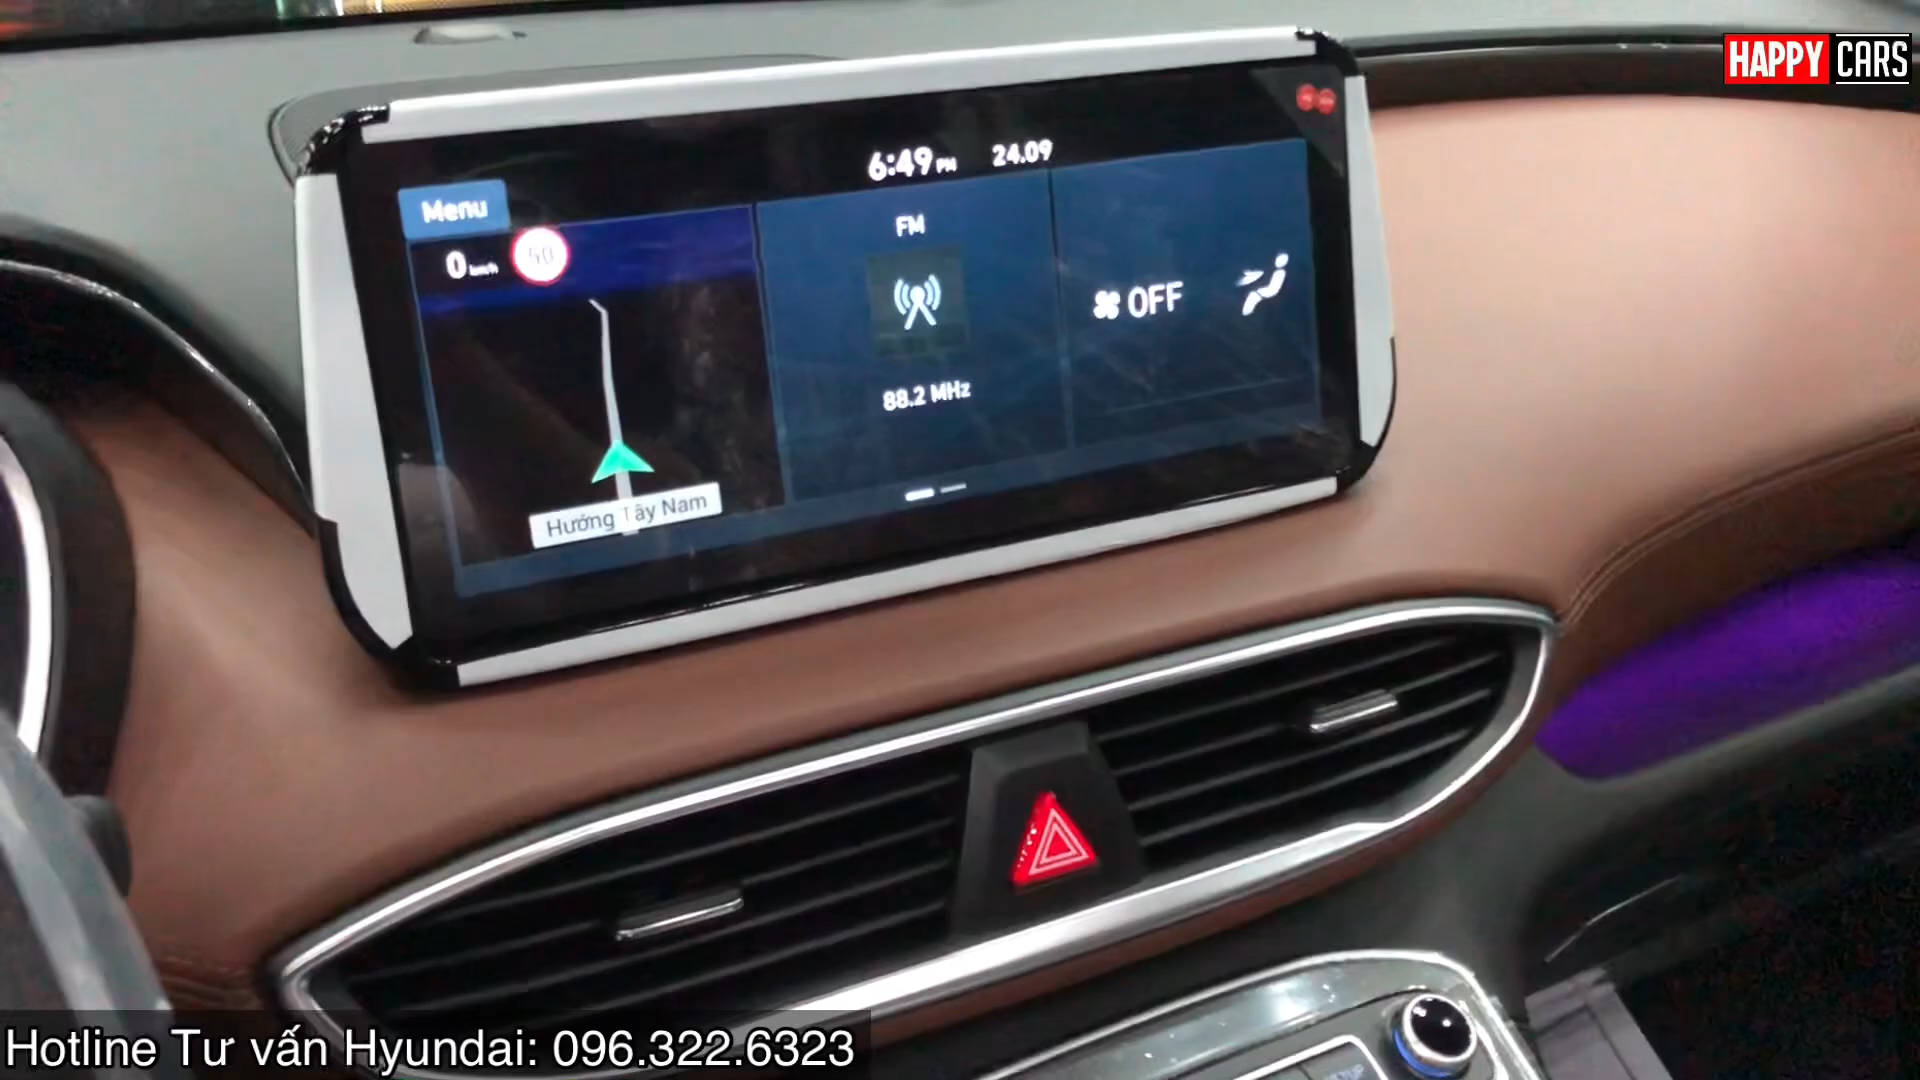 HAPPY CARS
6:49 PM 24.09
Menu
0 km/h
FM
OFF
88.2 MHz
Hướng Tây Nam
SETUP
Hotline Tư vấn Hyundai: 096.322.6323